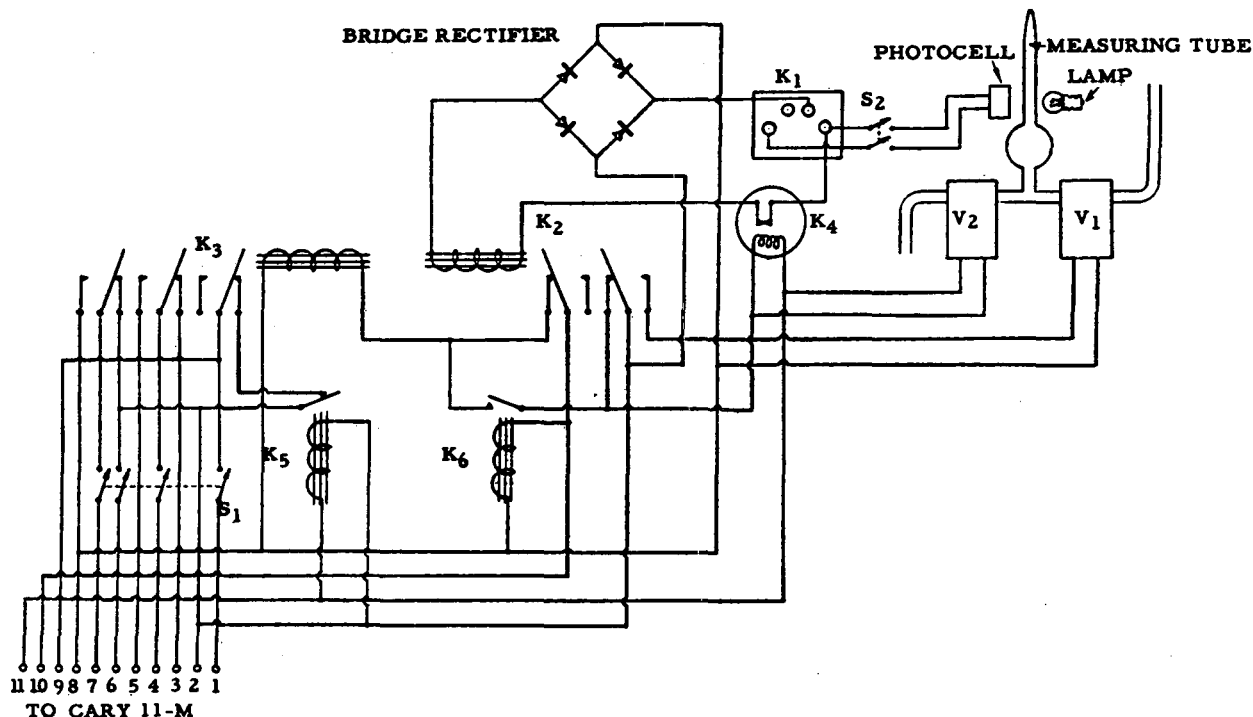 BRIDGE RECTIFIER
PHOTOCELL
MEASURING TUBE
LAMP
K1
S2
K2
K4
V2
V1
K3
K5
K6
S1
11 10 9 8 7 6 5 4 3 2 1
TO CARY 11-M